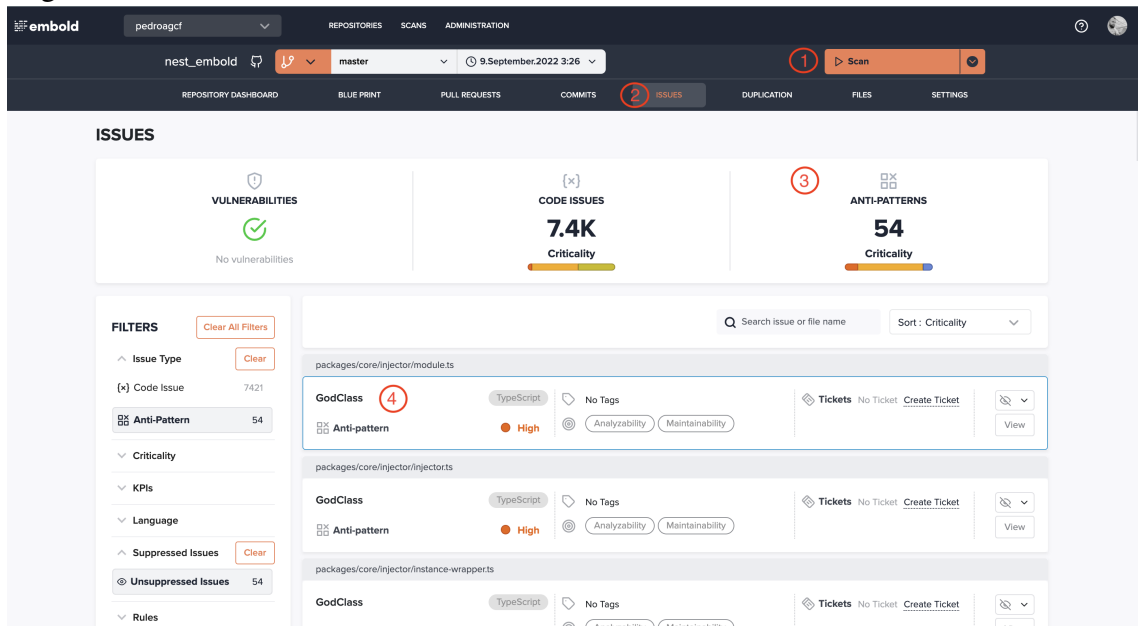 embold
pedroagcf
REPOSITORIES SCANS ADMINISTRATION
nest_embold master 9.September.2022 3:26 1 Scan
REPOSITORY DASHBOARD BLUE PRINT PULL REQUESTS COMMITS 2 ISSUES DUPLICATION FILES SETTINGS
ISSUES
VULNERABILITIES
No vulnerabilities
{×}
CODE ISSUES
7.4K
Criticality
3
ANTI-PATTERNS
54
Criticality
FILTERS Clear All Filters
Issue Type Clear
{×} Code Issue 7421
Anti-Pattern 54
Criticality
KPIs
Language
Suppressed Issues Clear
Unsuppressed Issues 54
Rules
Search issue or file name Sort : Criticality
packages/core/injector/module.ts
GodClass 4 TypeScript No Tags Tickets No Ticket Create Ticket
Anti-pattern High Analyzability Maintainability View
packages/core/injector/injector.ts
GodClass TypeScript No Tags Tickets No Ticket Create Ticket
Anti-pattern High Analyzability Maintainability View
packages/core/injector/instance-wrapper.ts
GodClass TypeScript No Tags Tickets No Ticket Create Ticket